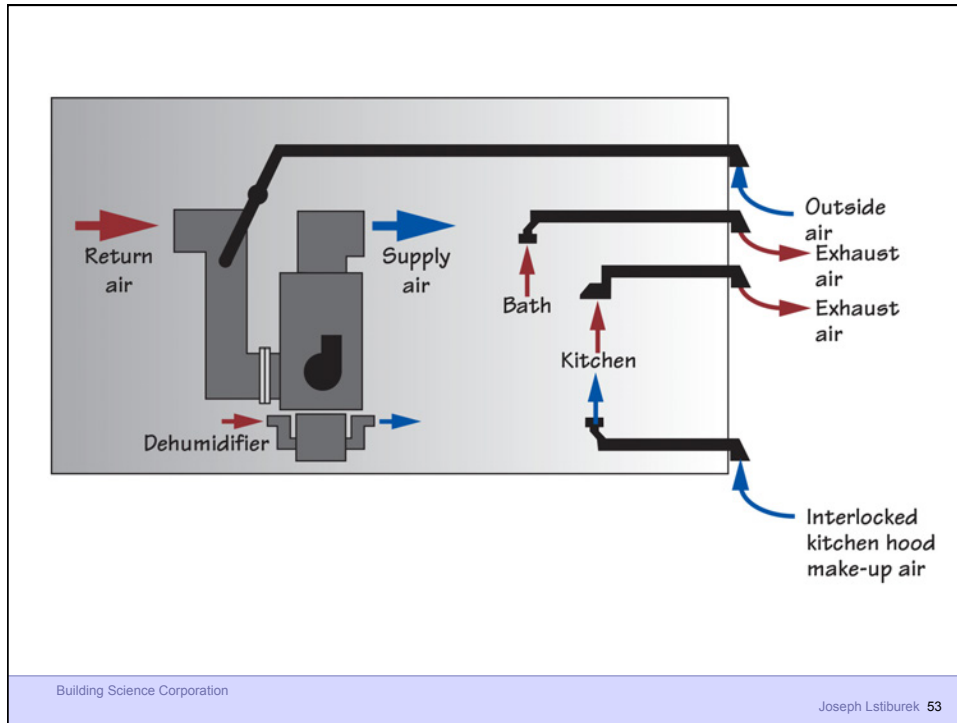 Return
air
Supply
air
Bath
Kitchen
Dehumidifier
Outside
air
Exhaust
air
Exhaust
air
Interlocked
kitchen hood
make-up air
Building Science Corporation
Joseph Lstiburek 53